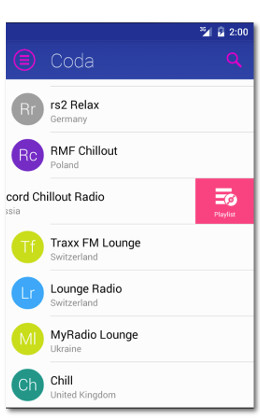 3G 2:00
Coda
Rr rs2 Relax
Germany
Rc RMF Chillout
Poland
cord Chillout Radio
ssia
Playlist
Tf Traxx FM Lounge
Switzerland
Lr Lounge Radio
Switzerland
Ml MyRadio Lounge
Ukraine
Ch Chill
United Kingdom